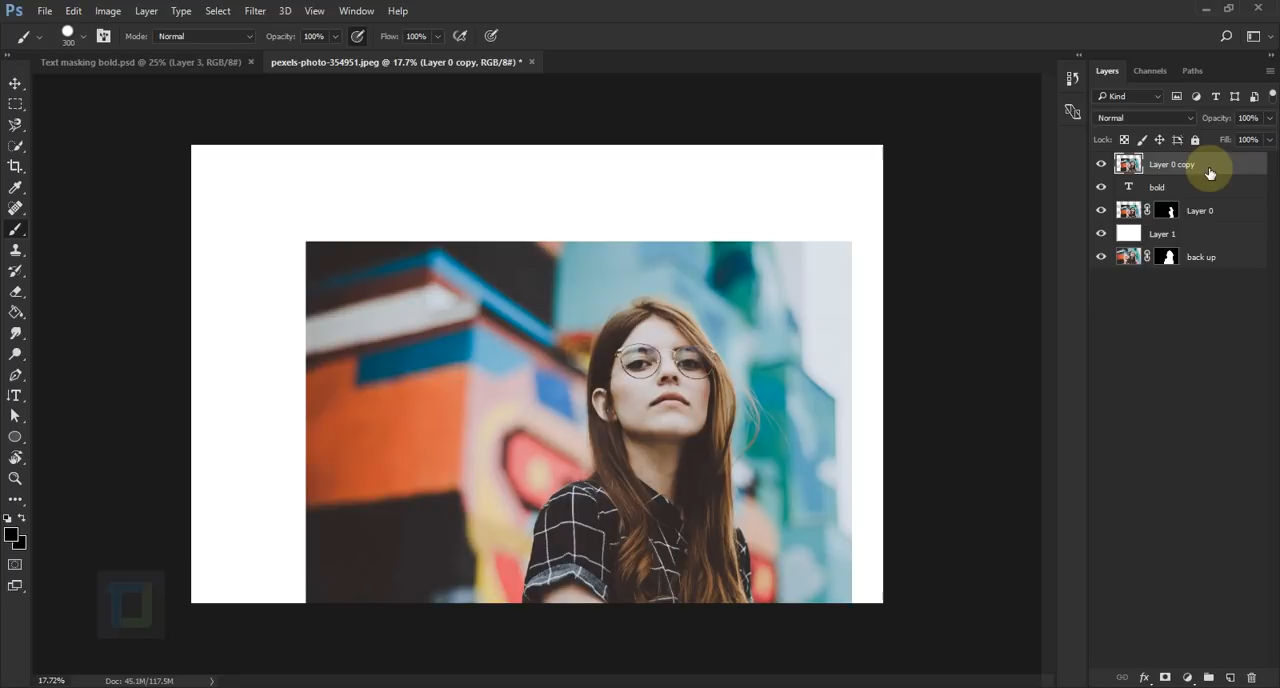 Ps File Edit Image Layer Type Select Filter 3D View Window Help
300 Mode: Normal Opacity: 100% Flow: 100%
Text masking bold.psd @ 25% (Layer 3, RGB/8#) × pexels-photo-354951.jpeg @ 17.7% (Layer 0 copy, RGB/8#) * ×
Layers Channels Paths
Kind
Normal Opacity: 100%
Lock: Fill: 100%
Layer 0 copy
T bold
Layer 0
Layer 1
back up
17.72% Doc: 45.1M/117.5M
fx